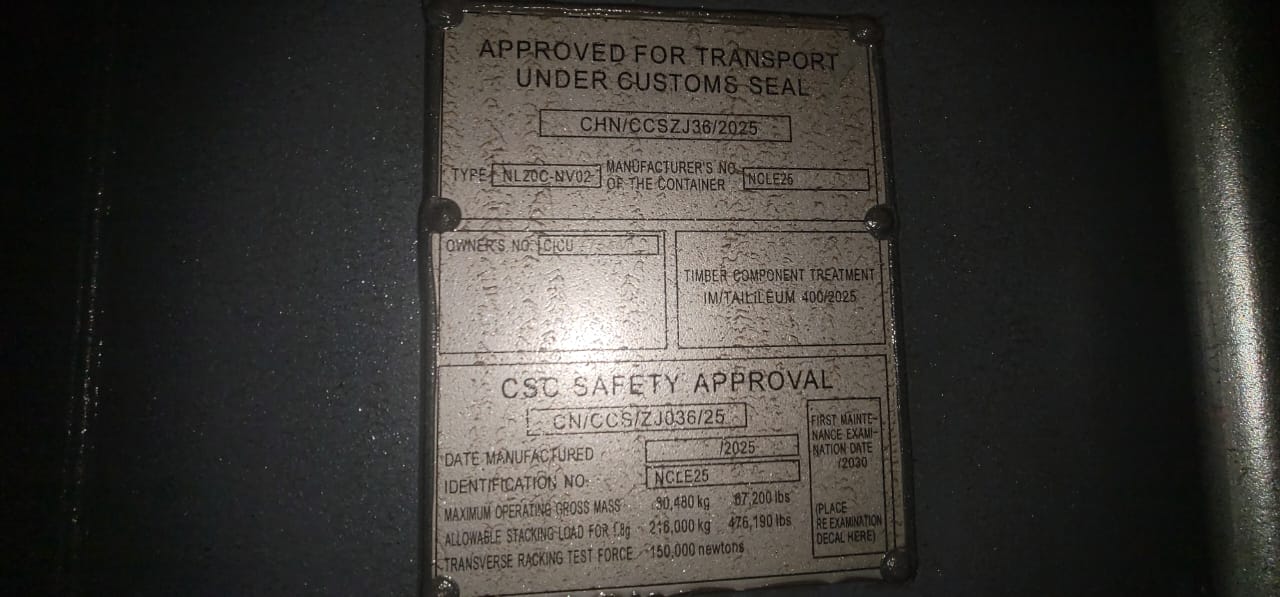 APPROVED FOR TRANSPORT
UNDER CUSTOMS SEAL
CHN/CCSZJ36/2025
TYPE NLZDC-NV02 MANUFACTURER'S NO. OF THE CONTAINER NCLE25
OWNER'S NO. CICU
TIMBER COMPONENT TREATMENT
IM/TAILILEUM 400/2025
CSC SAFETY APPROVAL
CN/CCS/ZJ036/25
DATE MANUFACTURED /2025
IDENTIFICATION NO. NCLE25
MAXIMUM OPERATING GROSS MASS 30,480 kg 67,200 lbs
ALLOWABLE STACKING LOAD FOR 1.8g 216,000 kg 476,190 lbs
TRANSVERSE RACKING TEST FORCE 150,000 newtons
FIRST MAINTE-
NANCE EXAMI-
NATION DATE
/2030
(PLACE
RE EXAMINATION
DECAL HERE)